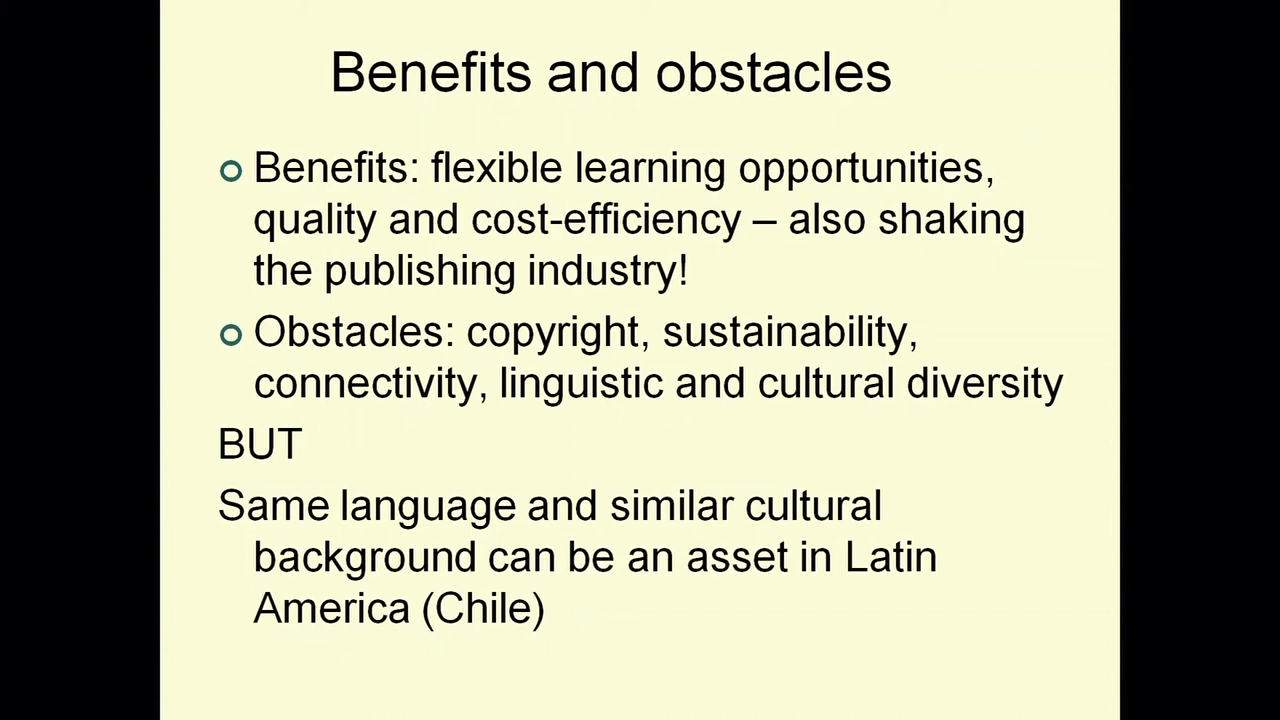 Benefits and obstacles
Benefits: flexible learning opportunities,
quality and cost-efficiency – also shaking
the publishing industry!
Obstacles: copyright, sustainability,
connectivity, linguistic and cultural diversity
BUT
Same language and similar cultural
background can be an asset in Latin
America (Chile)